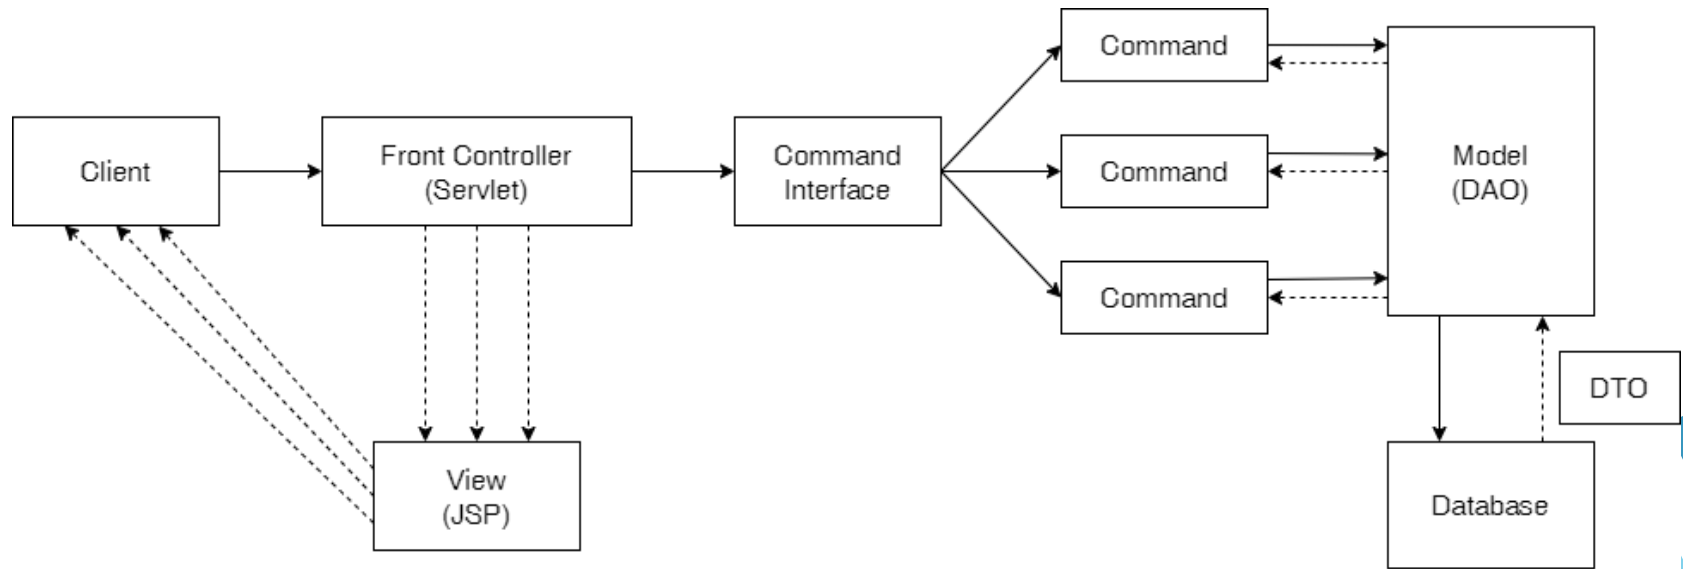 Client
Front Controller
(Servlet)
Command
Interface
Command
Command
Command
Model
(DAO)
DTO
View
(JSP)
Database